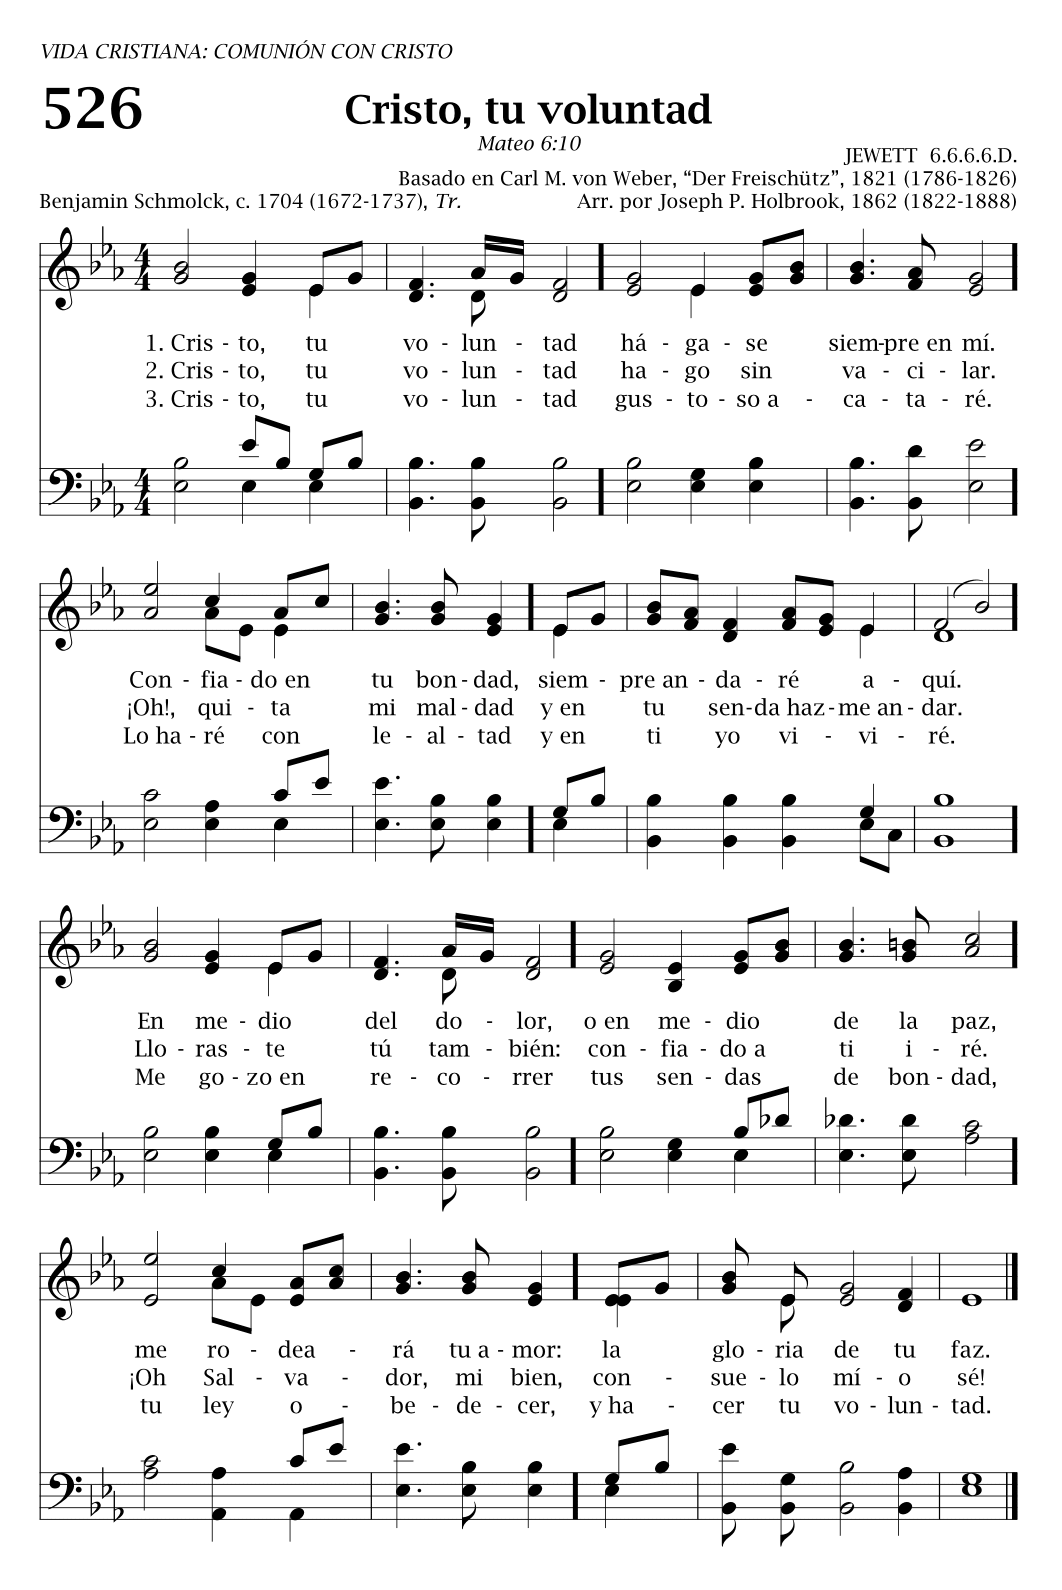 VIDA CRISTIANA: COMUNIÓN CON CRISTO
526
Cristo, tu voluntad
Mateo 6:10
JEWETT 6.6.6.6.D.
Basado en Carl M. von Weber, “Der Freischütz”, 1821 (1786-1826)
Benjamin Schmolck, c. 1704 (1672-1737), Tr. Arr. por Joseph P. Holbrook, 1862 (1822-1888)
1. Cris - to, tu vo - lun - tad há - ga - se siem-pre en mí.
2. Cris - to, tu vo - lun - tad ha - go sin va - ci - lar.
3. Cris - to, tu vo - lun - tad gus - to - so a - ca - ta - ré.
Con - fia - do en tu bon - dad, siem - pre an - da - ré a - quí.
¡Oh!, qui - ta mi mal - dad y en tu sen - da haz - me an - dar.
Lo ha - ré con le - al - tad y en ti yo vi - vi - ré.
En me - dio del do - lor, o en me - dio de la paz,
Llo - ras - te tú tam - bién: con - fia - do a ti i - ré.
Me go - zo en re - co - rrer tus sen - das de bon - dad,
me ro - dea - rá tu a - mor: la glo - ria de tu faz.
¡Oh Sal - va - dor, mi bien, con - sue - lo mí - o sé!
tu ley o - be - de - cer, y ha - cer tu vo - lun - tad.